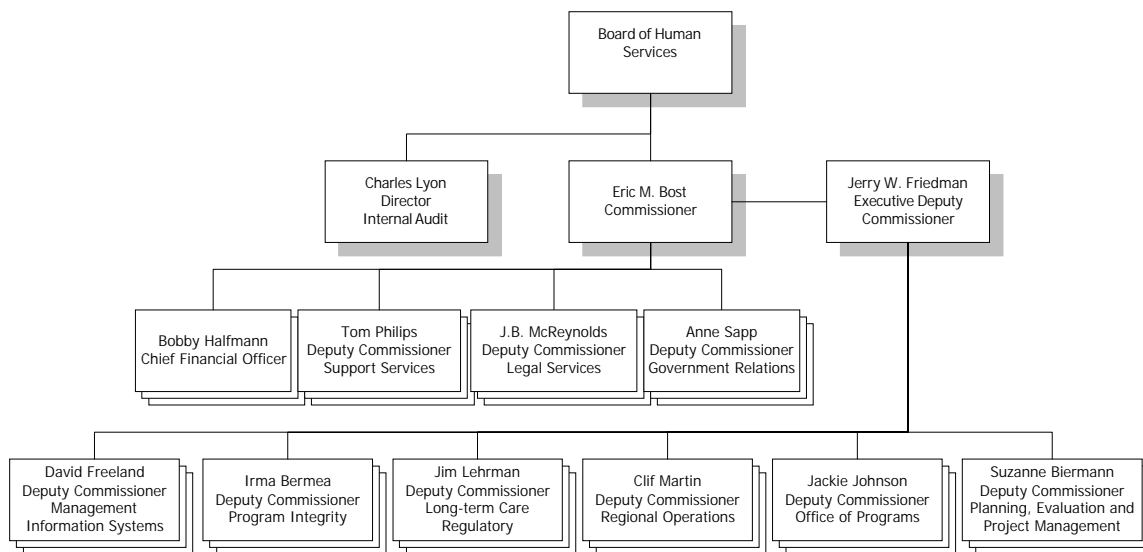 Board of Human
Services
Charles Lyon
Director
Internal Audit
Eric M. Bost
Commissioner
Jerry W. Friedman
Executive Deputy
Commissioner
Bobby Halfmann
Chief Financial Officer
Tom Philips
Deputy Commissioner
Support Services
J.B. McReynolds
Deputy Commissioner
Legal Services
Anne Sapp
Deputy Commissioner
Government Relations
David Freeland
Deputy Commissioner
Management
Information Systems
Irma Bermea
Deputy Commissioner
Program Integrity
Jim Lehrman
Deputy Commissioner
Long-term Care
Regulatory
Clif Martin
Deputy Commissioner
Regional Operations
Jackie Johnson
Deputy Commissioner
Office of Programs
Suzanne Biermann
Deputy Commissioner
Planning, Evaluation and
Project Management